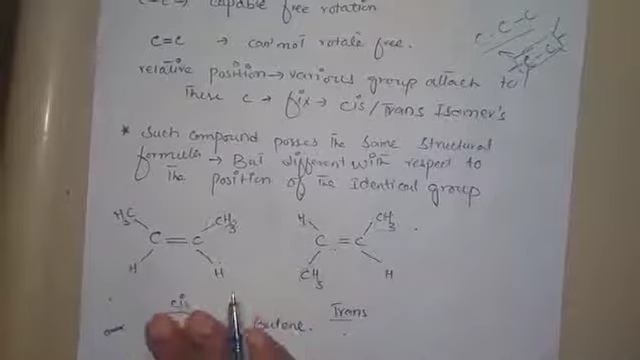 C-C → capable free rotation
C=C → can not rotate free.
C - C - C
C - C
relative position → various group attach to
These C → fix → cis/Trans Isomer's
* Such compound posses the same structural
formula → But different with respect to
the position of the identical group
H3C CH3 H CH3
C = C C = C
H H CH3 H
cis Butene. Trans